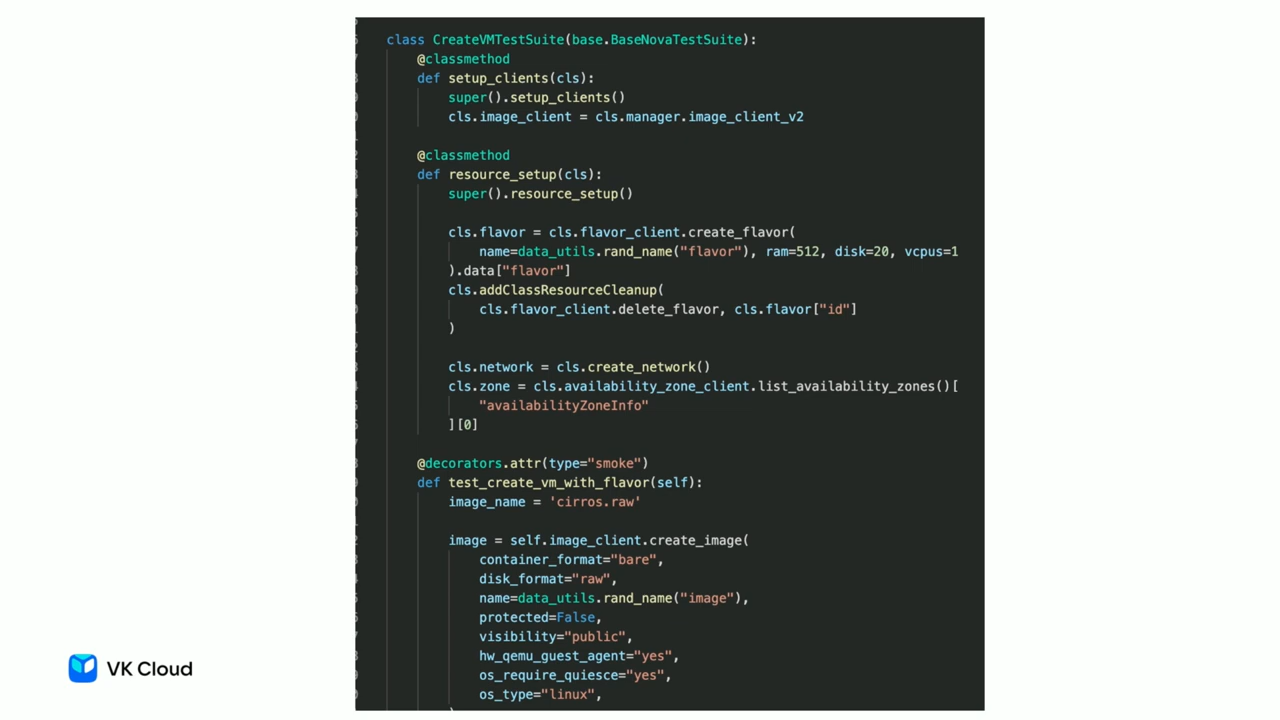 class CreateVMTestSuite(base.BaseNovaTestSuite):
    @classmethod
    def setup_clients(cls):
        super().setup_clients()
        cls.image_client = cls.manager.image_client_v2

    @classmethod
    def resource_setup(cls):
        super().resource_setup()

        cls.flavor = cls.flavor_client.create_flavor(
            name=data_utils.rand_name("flavor"), ram=512, disk=20, vcpus=1
        ).data["flavor"]
        cls.addClassResourceCleanup(
            cls.flavor_client.delete_flavor, cls.flavor["id"]
        )

        cls.network = cls.create_network()
        cls.zone = cls.availability_zone_client.list_availability_zones()[
            "availabilityZoneInfo"
        ][0]

    @decorators.attr(type="smoke")
    def test_create_vm_with_flavor(self):
        image_name = 'cirros.raw'

        image = self.image_client.create_image(
            container_format="bare",
            disk_format="raw",
            name=data_utils.rand_name("image"),
            protected=False,
            visibility="public",
            hw_qemu_guest_agent="yes",
            os_require_quiesce="yes",
            os_type="linux",
VK Cloud